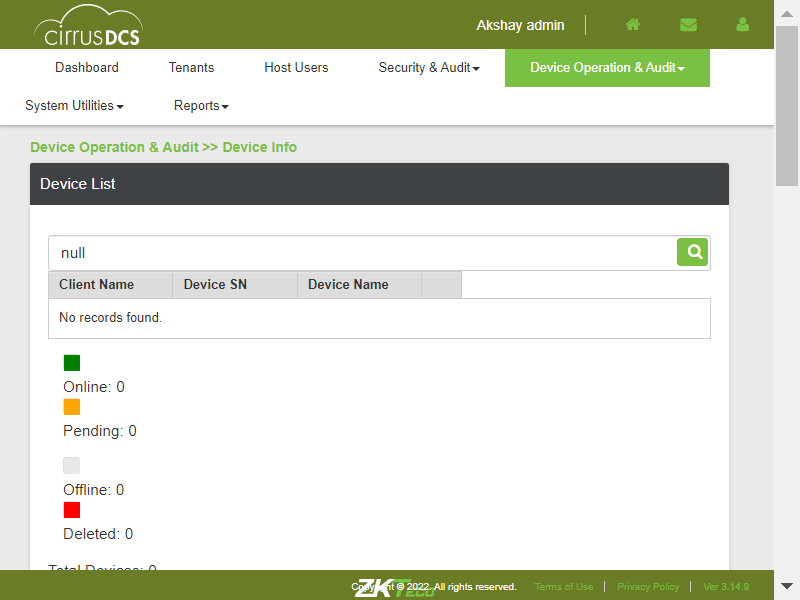 cirrusDCS
Akshay admin
Dashboard Tenants Host Users Security & Audit Device Operation & Audit
System Utilities Reports
Device Operation & Audit >> Device Info
Device List
null
Client Name Device SN Device Name
No records found.
Online: 0
Pending: 0
Offline: 0
Deleted: 0
Total Devices: 0
ZKTeco
Copyright © 2022. All rights reserved. Terms of Use Privacy Policy Ver 3.14.9